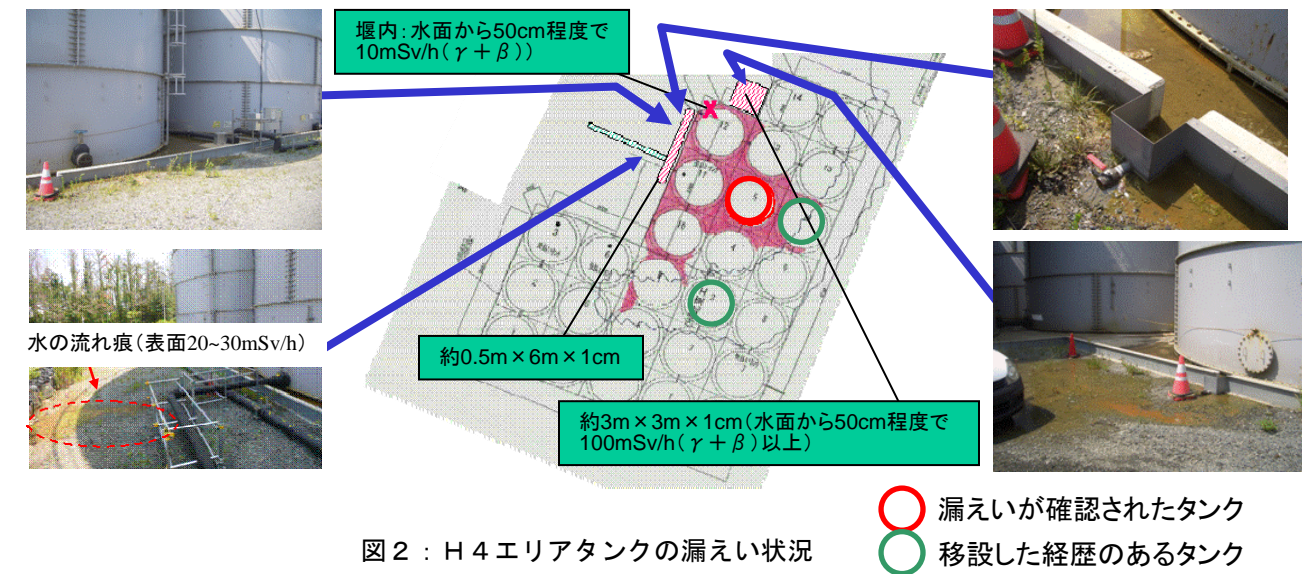 堰内：水面から50cm程度で
10mSv/h（γ＋β））
水の流れ痕（表面20~30mSv/h）
約0.5m×6m×1cm
約3m×3m×1cm（水面から50cm程度で
100mSv/h（γ＋β）以上）
漏えいが確認されたタンク
移設した経歴のあるタンク
図２：Ｈ４エリアタンクの漏えい状況